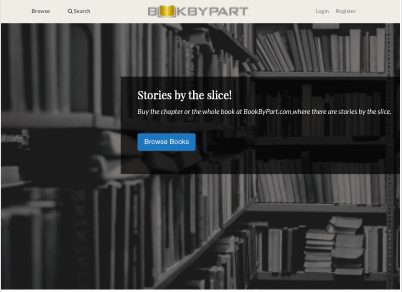 Browse
Search
BOOKBYPART
Login Register
Stories by the slice!
Buy the chapter or the whole book at BookByPart.com,where there are stories by the slice.
Browse Books